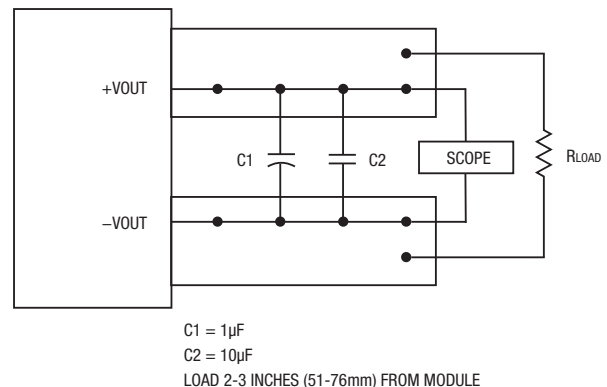 +VOUT
C1
C2
SCOPE
RLOAD
−VOUT
C1 = 1µF
C2 = 10µF
LOAD 2-3 INCHES (51-76mm) FROM MODULE